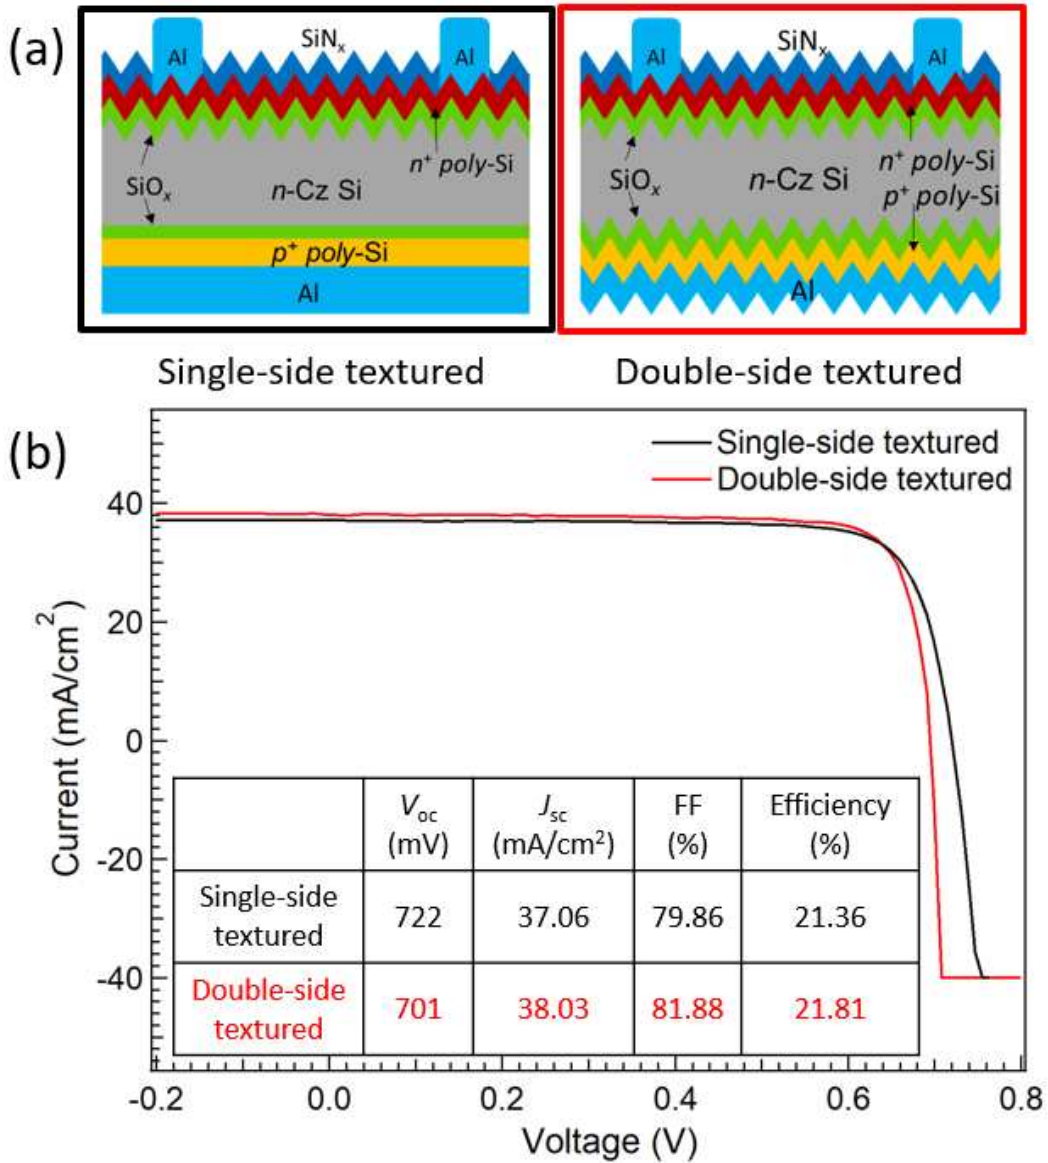 (a)
Al
SiNx
Al
n+ poly-Si
SiOx
n-Cz Si
p+ poly-Si
Al
Al
SiNx
Al
n+ poly-Si
SiOx
n-Cz Si
p+ poly-Si
Al
Single-side textured
Double-side textured
(b)
Single-side textured
Double-side textured
Current (mA/cm2)
40
20
0
-20
-40
Voc (mV) Jsc (mA/cm2) FF (%) Efficiency (%)
Single-side textured 722 37.06 79.86 21.36
Double-side textured 701 38.03 81.88 21.81
-0.2 0.0 0.2 0.4 0.6 0.8
Voltage (V)